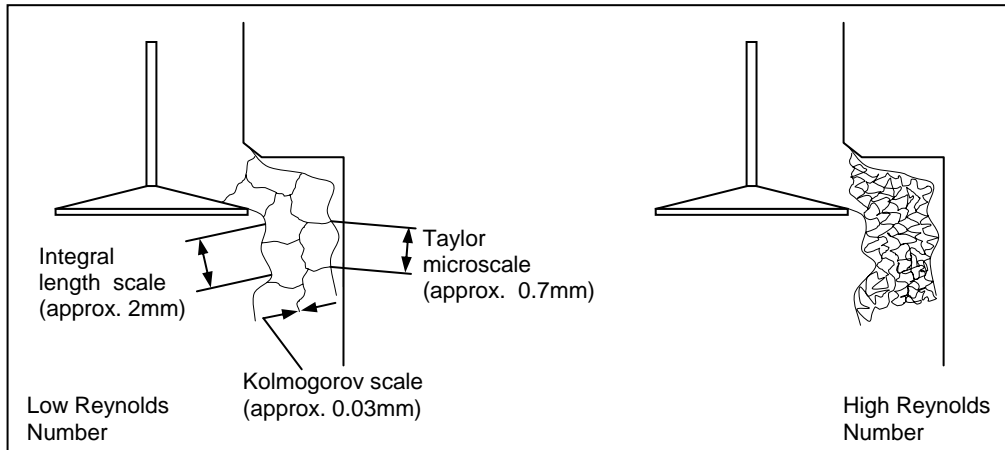 Integral
length scale
(approx. 2mm)
Taylor
microscale
(approx. 0.7mm)
Kolmogorov scale
(approx. 0.03mm)
Low Reynolds
Number
High Reynolds
Number